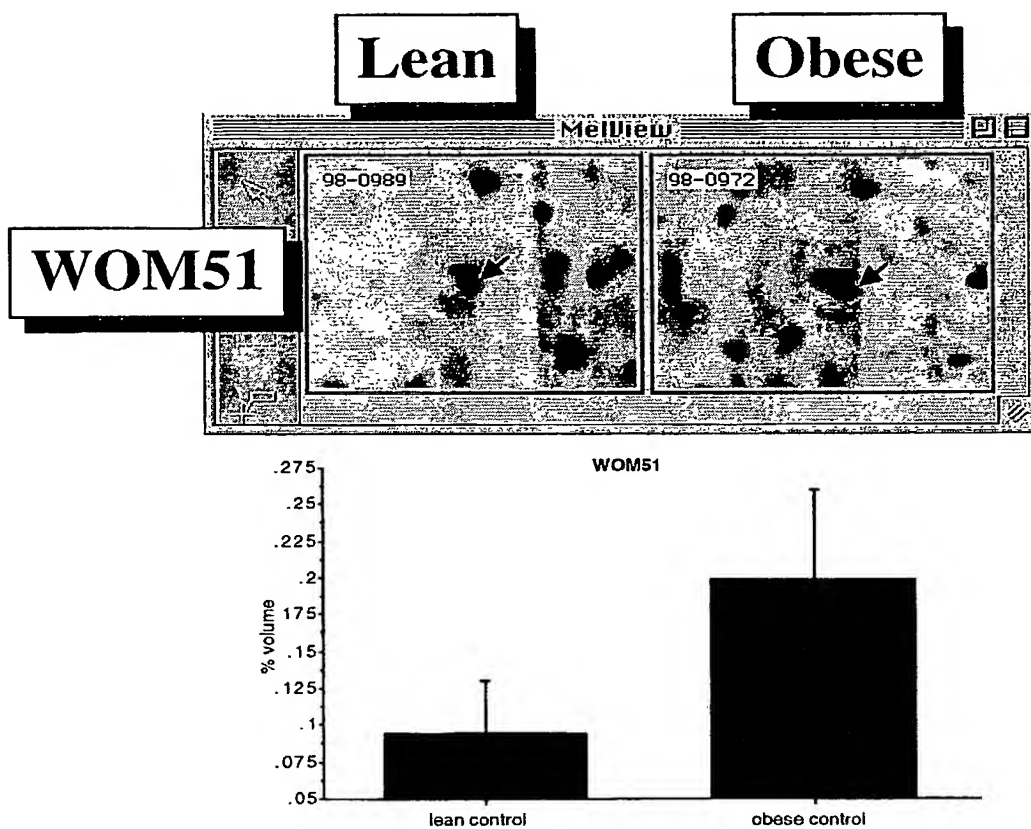 Lean
Obese
MelView
98-0989
98-0972
WOM51
WOM51
.275
.25
.225
.2
175
.15
.125
.1
.075
.05
% volume
lean control
obese control